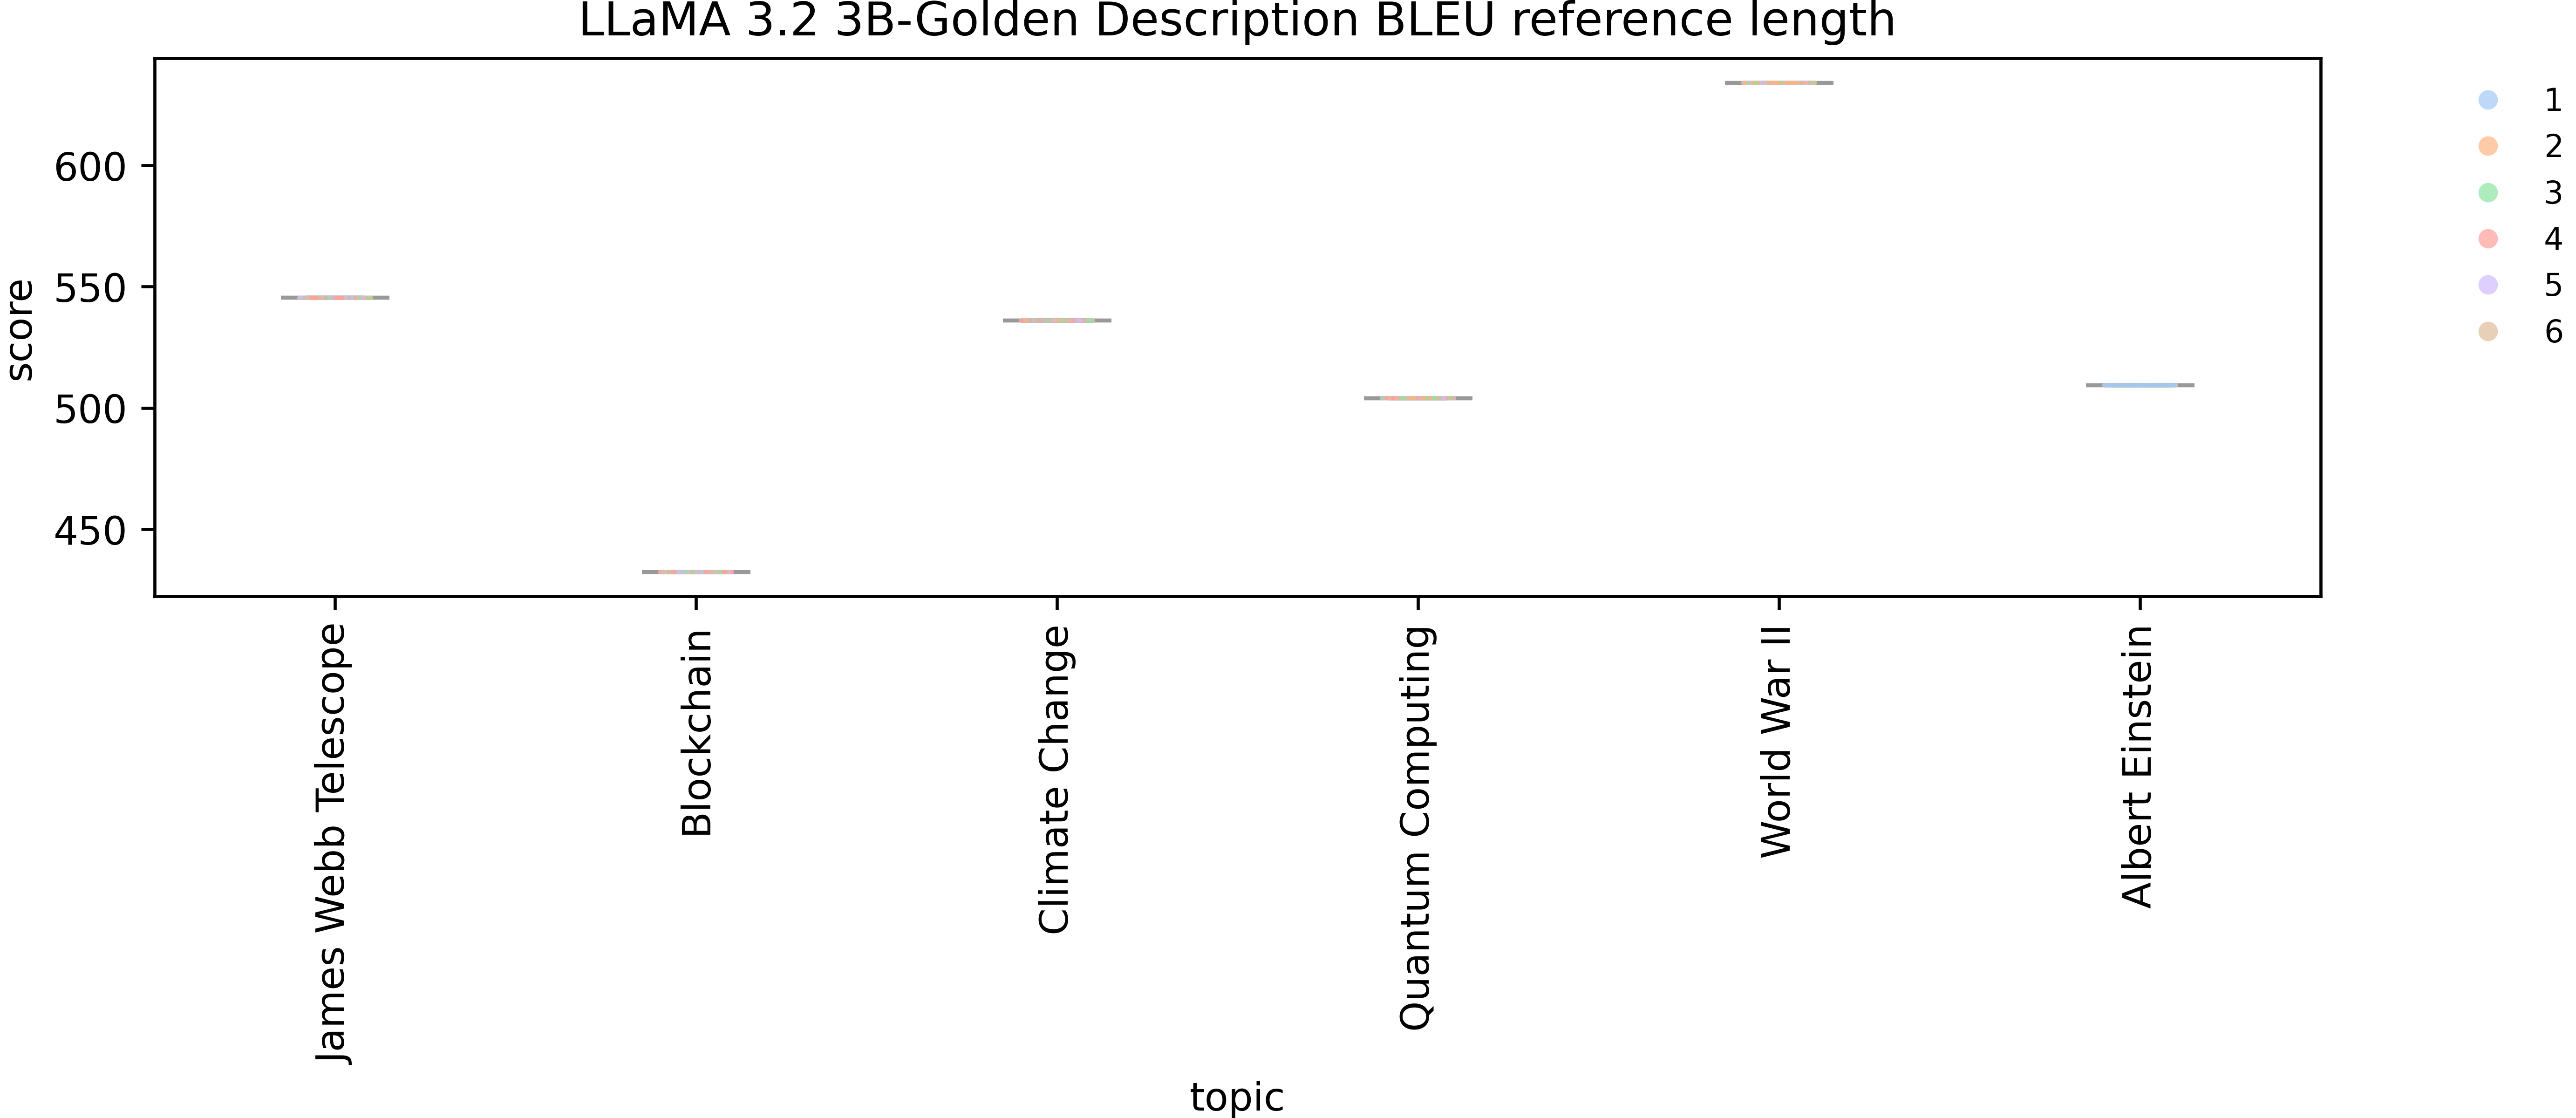 LLaMA 3.2 3B-Golden Description BLEU reference length
score
600
550
500
450
James Webb Telescope
Blockchain
Climate Change
Quantum Computing
World War II
Albert Einstein
topic
1
2
3
4
5
6